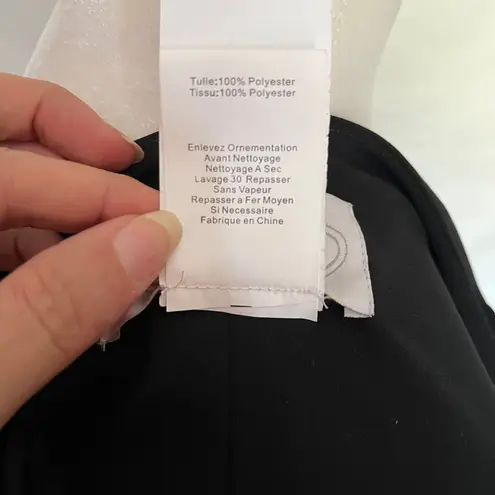 Tulle:100% Polyester
Tissu:100% Polyester
Enlevez Ornementation
Avant Nettoyage
Nettoyage A Sec
Lavage 30 Repasser
Sans Vapeur
Repasser a Fer Moyen
Si Necessaire
Fabrique en Chine